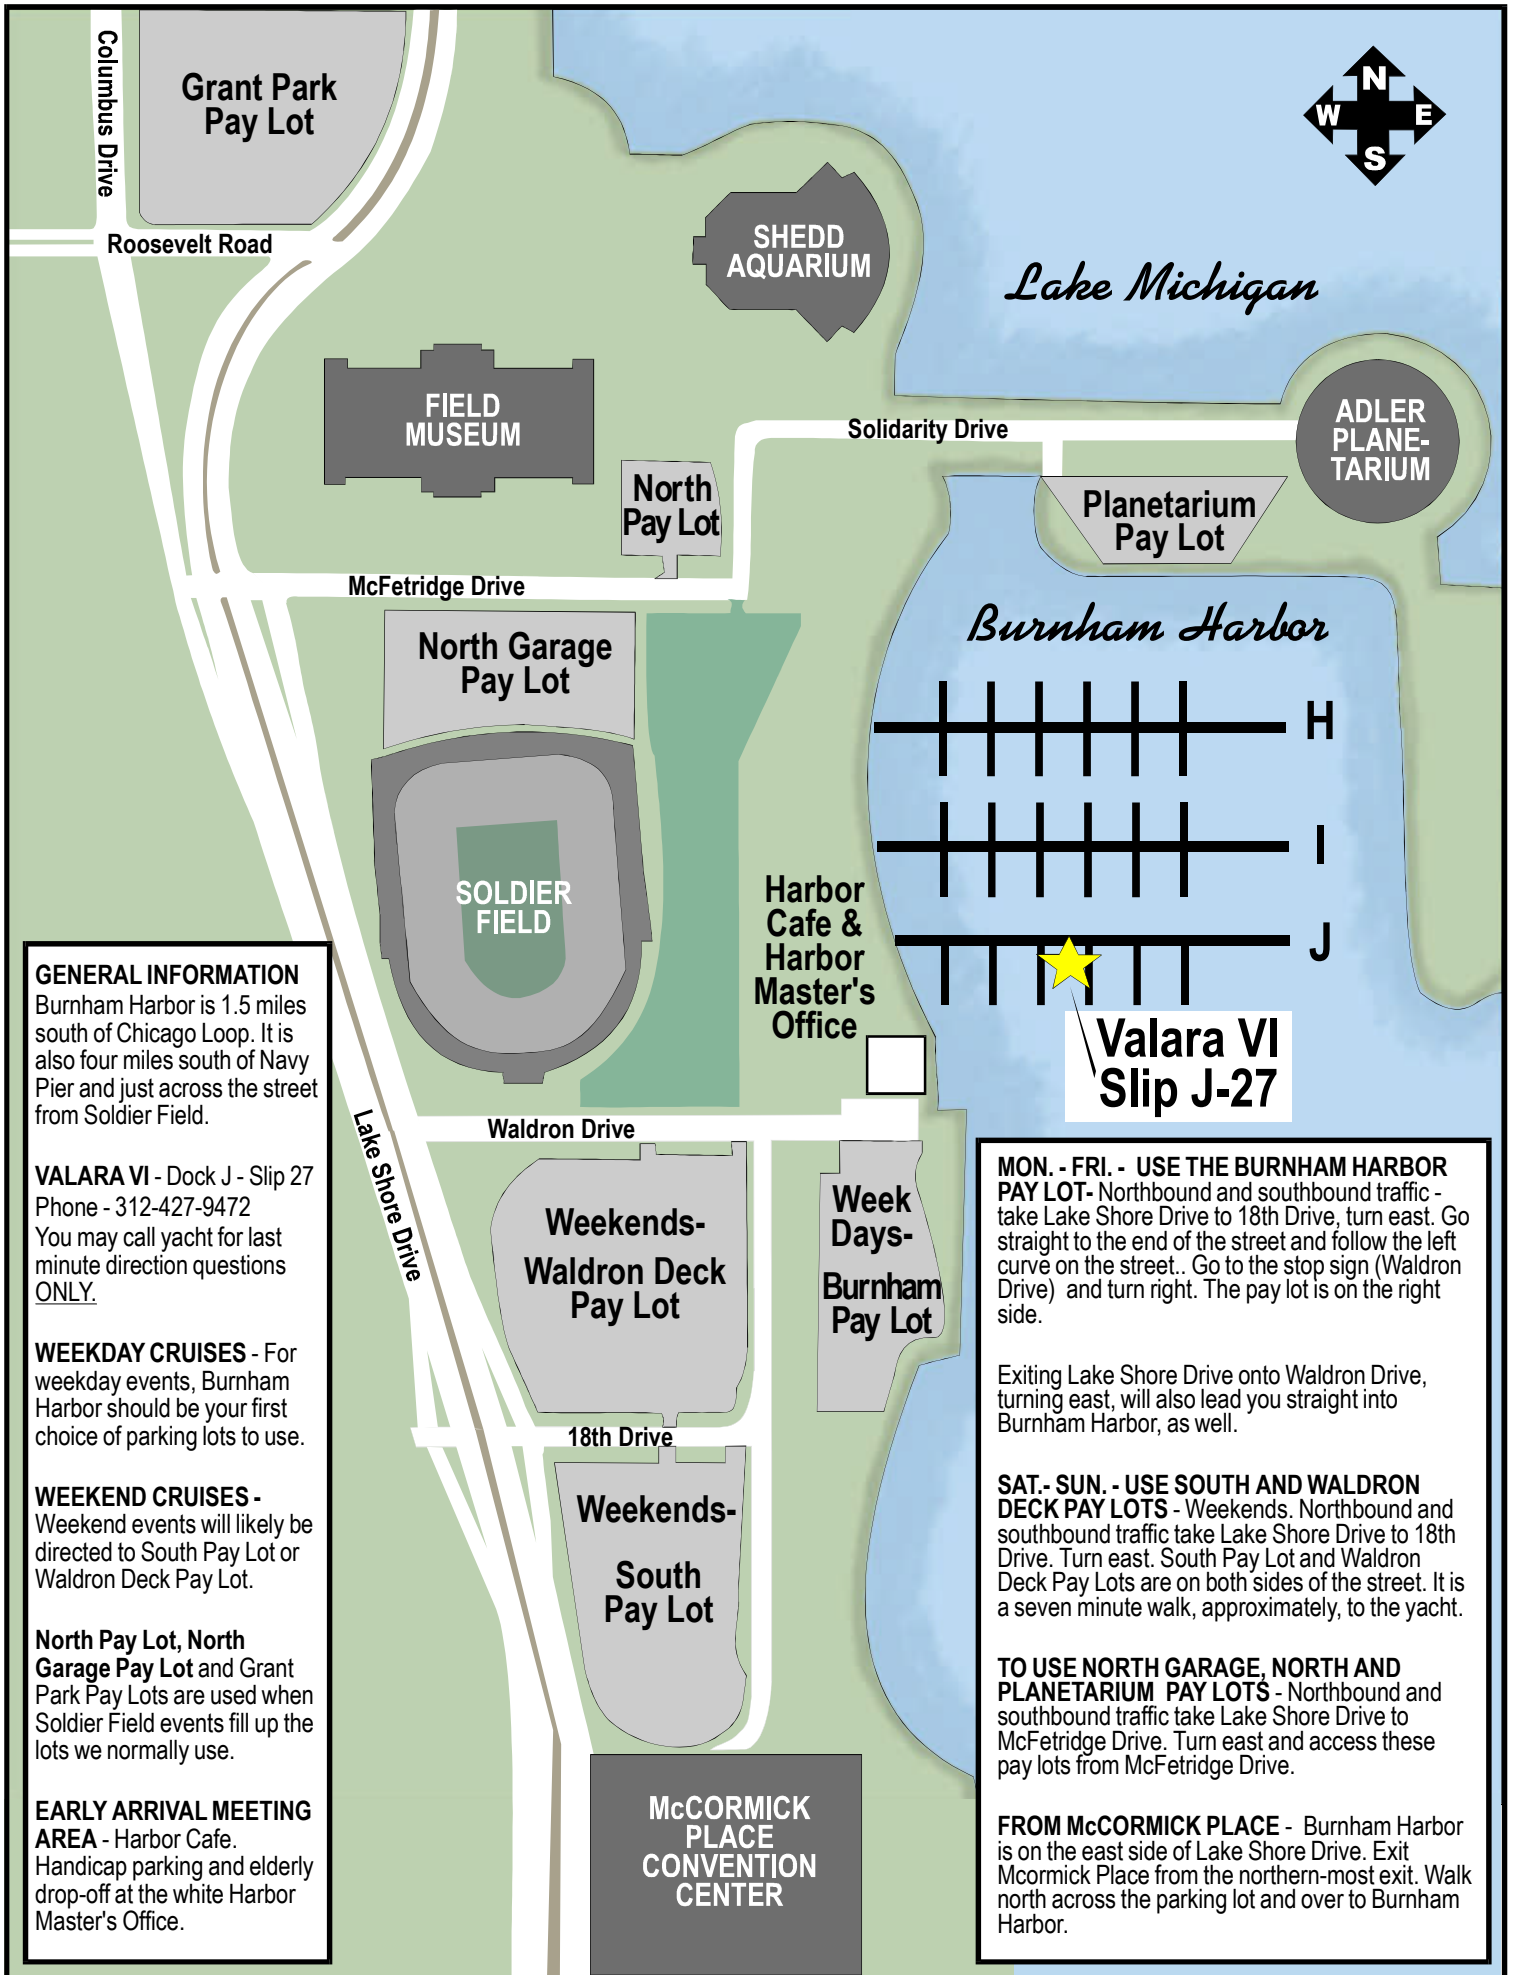 Columbus Drive
Grant Park
Pay Lot
N
W
E
S
Roosevelt Road
SHEDD
AQUARIUM
Lake Michigan
FIELD
MUSEUM
Solidarity Drive
ADLER
PLANE-
TARIUM
North
Pay Lot
Planetarium
Pay Lot
McFetridge Drive
Burnham Harbor
North Garage
Pay Lot
H
I
J
SOLDIER
FIELD
Harbor
Cafe &
Harbor
Master's
Office
Valara VI
Slip J-27
Lake Shore Drive
Waldron Drive
Weekends-
Waldron Deck
Pay Lot
Week
Days-
Burnham
Pay Lot
18th Drive
Weekends-
South
Pay Lot
McCORMICK
PLACE
CONVENTION
CENTER
GENERAL INFORMATION
Burnham Harbor is 1.5 miles
south of Chicago Loop. It is
also four miles south of Navy
Pier and just across the street
from Soldier Field.
VALARA VI - Dock J - Slip 27
Phone - 312-427-9472
You may call yacht for last
minute direction questions
ONLY.
WEEKDAY CRUISES - For
weekday events, Burnham
Harbor should be your first
choice of parking lots to use.
WEEKEND CRUISES -
Weekend events will likely be
directed to South Pay Lot or
Waldron Deck Pay Lot.
North Pay Lot, North
Garage Pay Lot and Grant
Park Pay Lots are used when
Soldier Field events fill up the
lots we normally use.
EARLY ARRIVAL MEETING
AREA - Harbor Cafe.
Handicap parking and elderly
drop-off at the white Harbor
Master's Office.
MON. - FRI. - USE THE BURNHAM HARBOR
PAY LOT- Northbound and southbound traffic -
take Lake Shore Drive to 18th Drive, turn east. Go
straight to the end of the street and follow the left
curve on the street.. Go to the stop sign (Waldron
Drive) and turn right. The pay lot is on the right
side.
Exiting Lake Shore Drive onto Waldron Drive,
turning east, will also lead you straight into
Burnham Harbor, as well.
SAT.- SUN. - USE SOUTH AND WALDRON
DECK PAY LOTS - Weekends. Northbound and
southbound traffic take Lake Shore Drive to 18th
Drive. Turn east. South Pay Lot and Waldron
Deck Pay Lots are on both sides of the street. It is
a seven minute walk, approximately, to the yacht.
TO USE NORTH GARAGE, NORTH AND
PLANETARIUM PAY LOTS - Northbound and
southbound traffic take Lake Shore Drive to
McFetridge Drive. Turn east and access these
pay lots from McFetridge Drive.
FROM McCORMICK PLACE - Burnham Harbor
is on the east side of Lake Shore Drive. Exit
Mcormick Place from the northern-most exit. Walk
north across the parking lot and over to Burnham
Harbor.